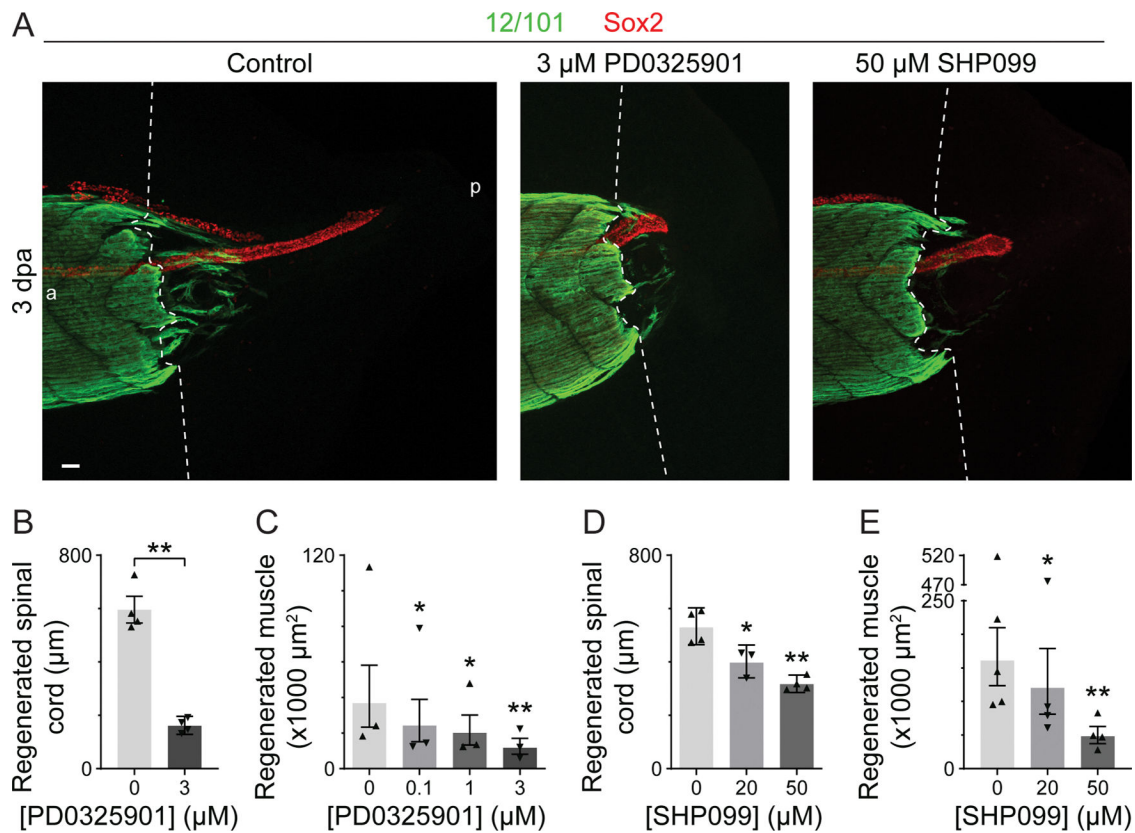 A
12/101 Sox2
Control
3 µM PD0325901
50 µM SHP099
3 dpa
a
p
B
Regenerated spinal
cord (µm)
800
0
**
0 3
[PD0325901] (µM)
C
Regenerated muscle
(x1000 µm²)
120
0
*
*
**
0 0.1 1 3
[PD0325901] (µM)
D
Regenerated spinal
cord (µm)
800
0
*
**
0 20 50
[SHP099] (µM)
E
Regenerated muscle
(x1000 µm²)
520
470
250
0
*
**
0 20 50
[SHP099] (µM)